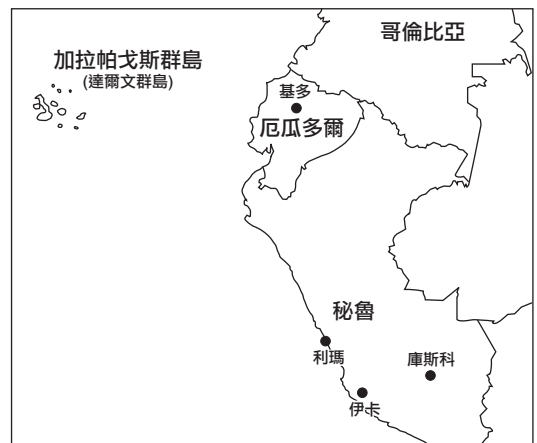 哥倫比亞
加拉帕戈斯群島
(達爾文群島)
基多
厄瓜多爾
秘魯
利瑪
庫斯科
伊卡